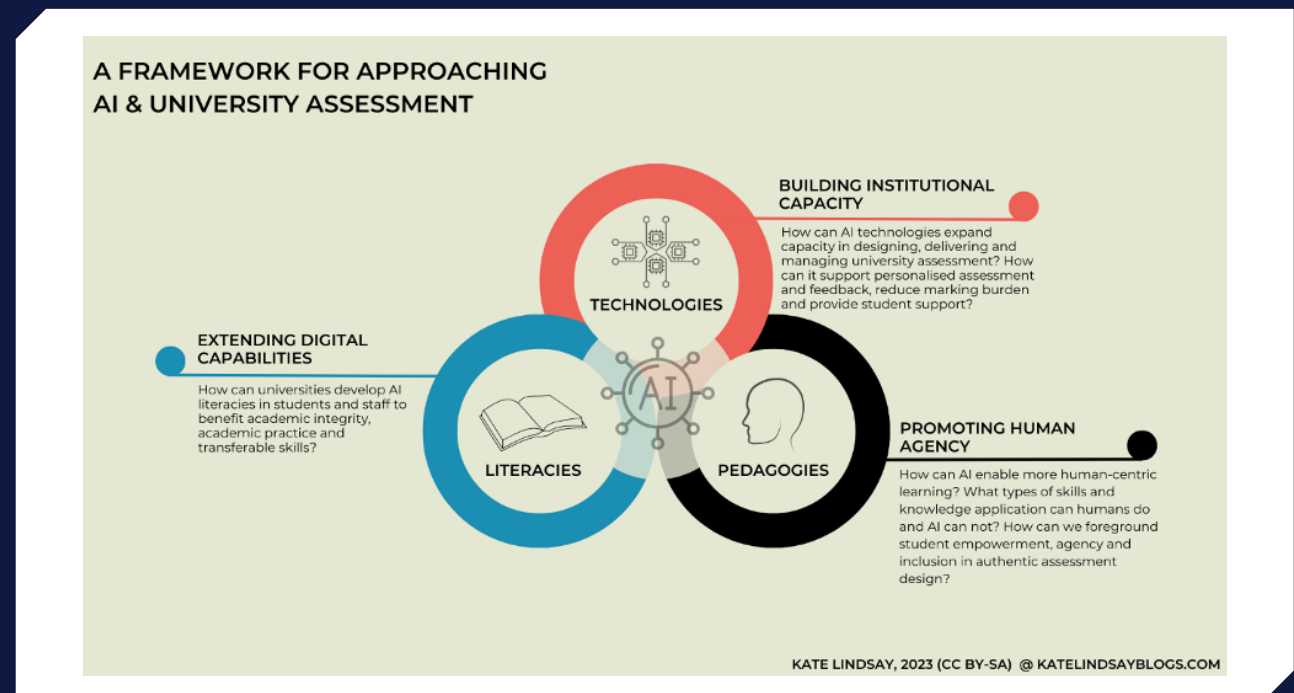 A FRAMEWORK FOR APPROACHING
AI & UNIVERSITY ASSESSMENT
BUILDING INSTITUTIONAL
CAPACITY
How can AI technologies expand
capacity in designing, delivering and
managing university assessment? How
can it support personalised assessment
and feedback, reduce marking burden
and provide student support?
TECHNOLOGIES
EXTENDING DIGITAL
CAPABILITIES
How can universities develop AI
literacies in students and staff to
benefit academic integrity,
academic practice and
transferable skills?
AI
LITERACIES
PEDAGOGIES
PROMOTING HUMAN
AGENCY
How can AI enable more human-centric
learning? What types of skills and
knowledge application can humans do
and AI can not? How can we foreground
student empowerment, agency and
inclusion in authentic assessment
design?
KATE LINDSAY, 2023 (CC BY-SA) @ KATELINDSAYBLOGS.COM